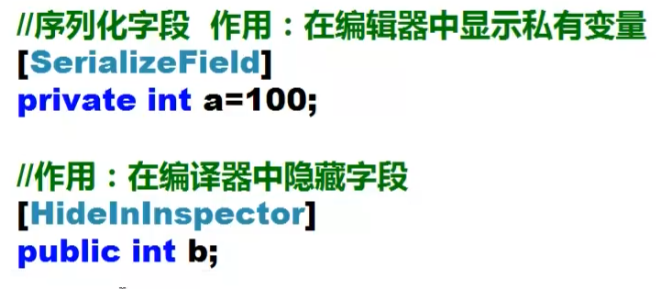 //序列化字段  作用：在编辑器中显示私有变量
[SerializeField]
private int a=100;
//作用：在编译器中隐藏字段
[HideInInspector]
public int b;